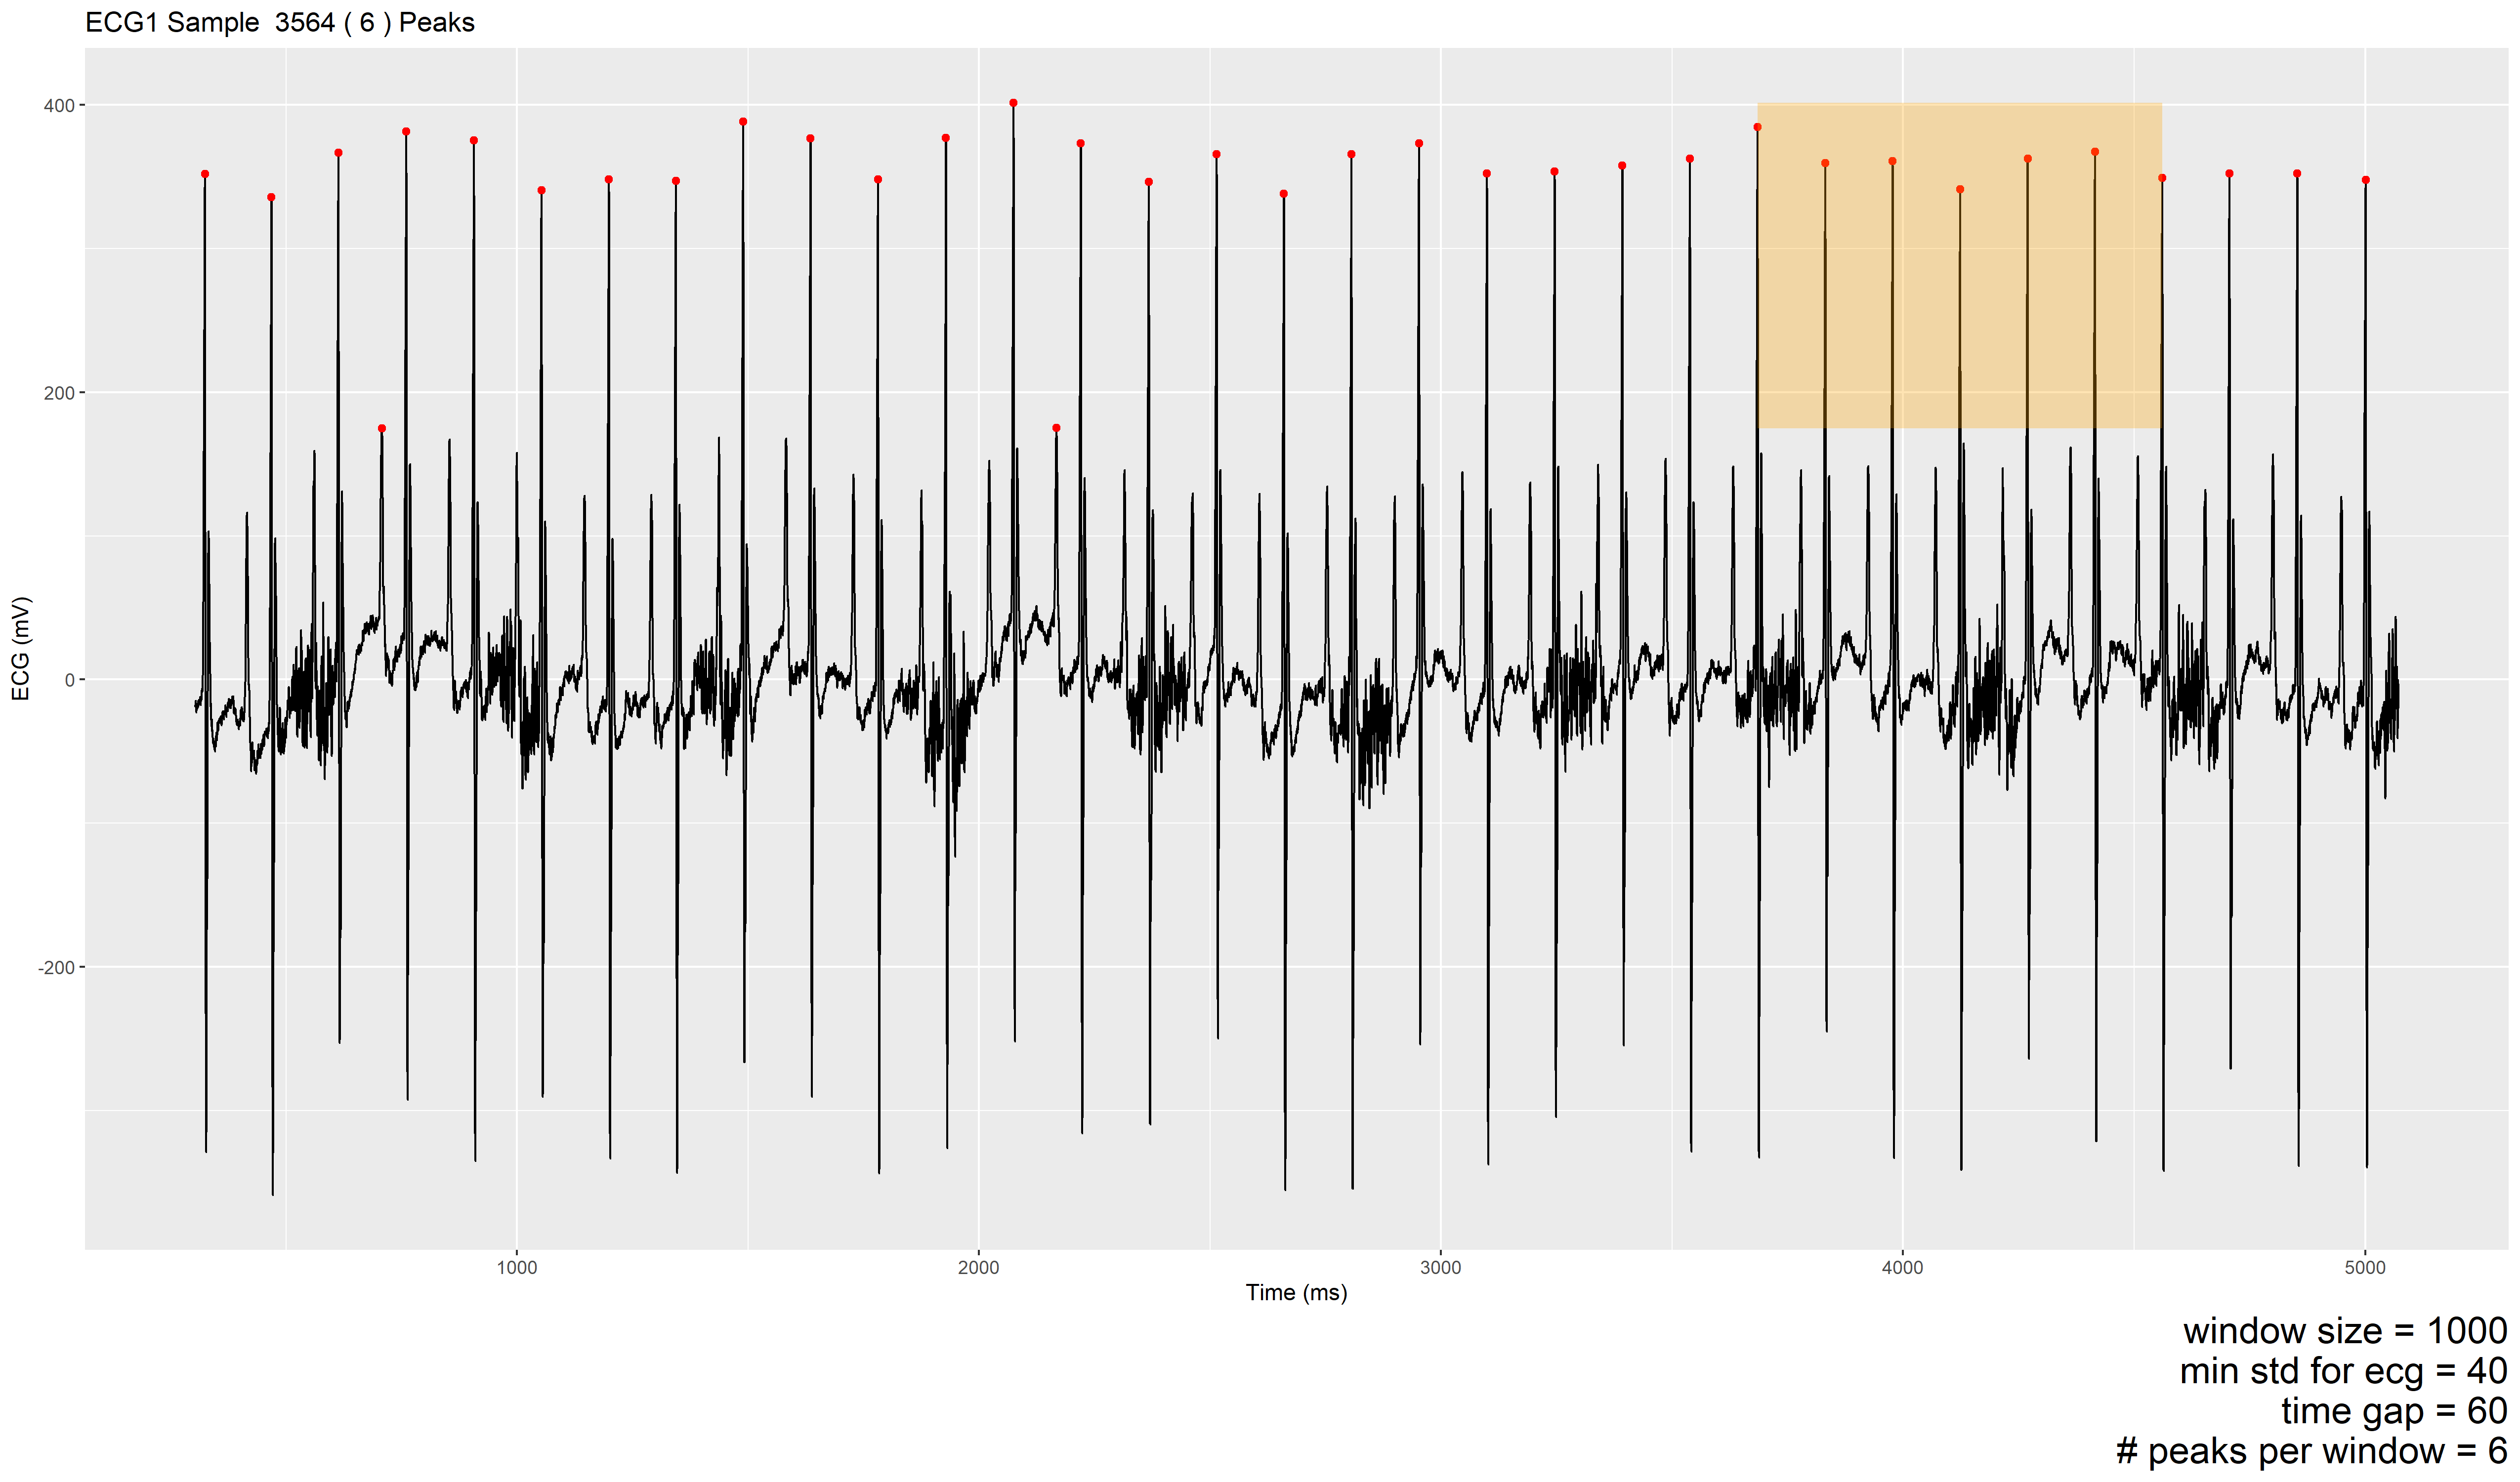 ECG1 Sample  3564 ( 6 ) Peaks
400
200
0
-200
ECG (mV)
1000 2000 3000 4000 5000
Time (ms)
window size = 1000
min std for ecg = 40
time gap = 60
# peaks per window = 6